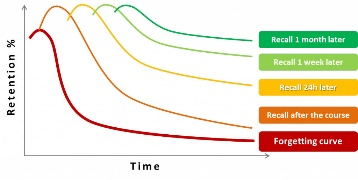 Retention %
Recall 1 month later
Recall 1 week later
Recall 24h later
Recall after the course
Forgetting curve
Time